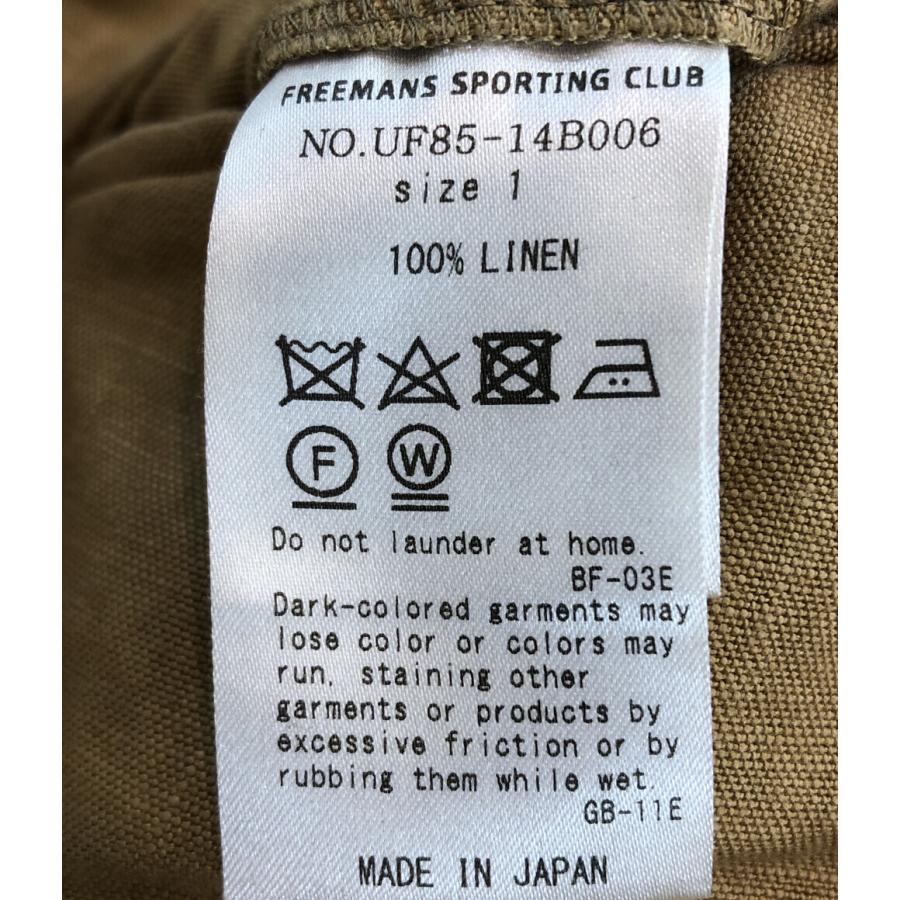 FREEMANS SPORTING CLUB
NO.UF85-14B006
size 1
100% LINEN
F W
Do not launder at home.
BF-03E
Dark-colored garments may
lose color or colors may
run, staining other
garments or products by
excessive friction or by
rubbing them while wet.
GB-11E
MADE IN JAPAN